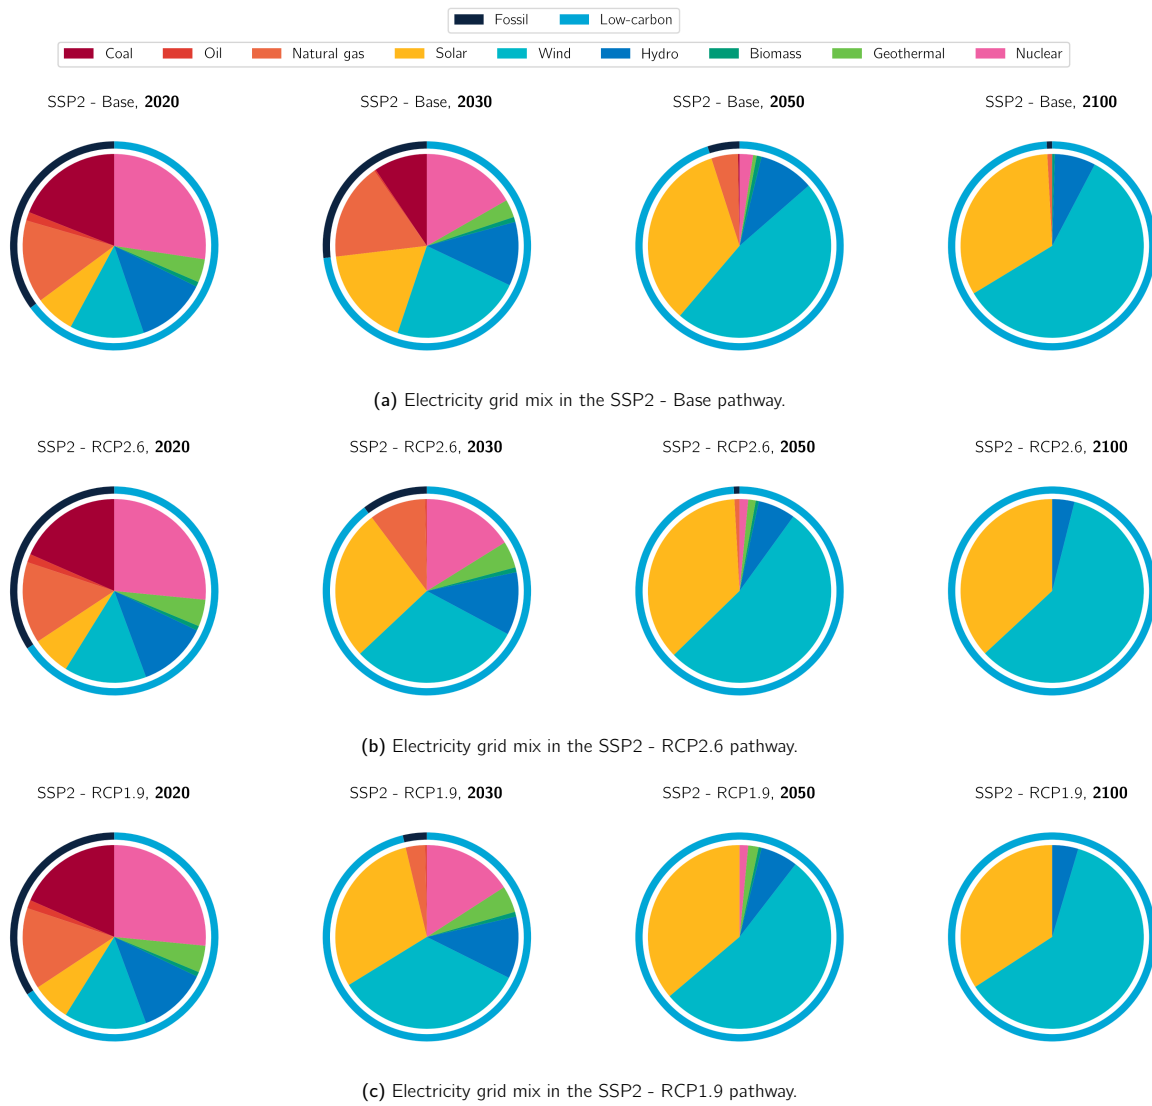 Fossil Low-carbon
Coal Oil Natural gas Solar Wind Hydro Biomass Geothermal Nuclear
SSP2 - Base, 2020 SSP2 - Base, 2030 SSP2 - Base, 2050 SSP2 - Base, 2100
(a) Electricity grid mix in the SSP2 - Base pathway.
SSP2 - RCP2.6, 2020 SSP2 - RCP2.6, 2030 SSP2 - RCP2.6, 2050 SSP2 - RCP2.6, 2100
(b) Electricity grid mix in the SSP2 - RCP2.6 pathway.
SSP2 - RCP1.9, 2020 SSP2 - RCP1.9, 2030 SSP2 - RCP1.9, 2050 SSP2 - RCP1.9, 2100
(c) Electricity grid mix in the SSP2 - RCP1.9 pathway.